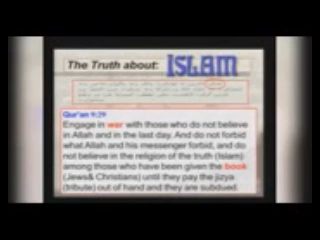 The Truth about: ISLAM
Qur'an 9:29
Engage in war with those who do not believe
in Allah and in the last day. And do not forbid
what Allah and his messenger forbid, and do
not believe in the religion of the truth (Islam)
among those who have been given the book
(Jews& Christians) until they pay the jizya
(tribute) out of hand and they are subdued.